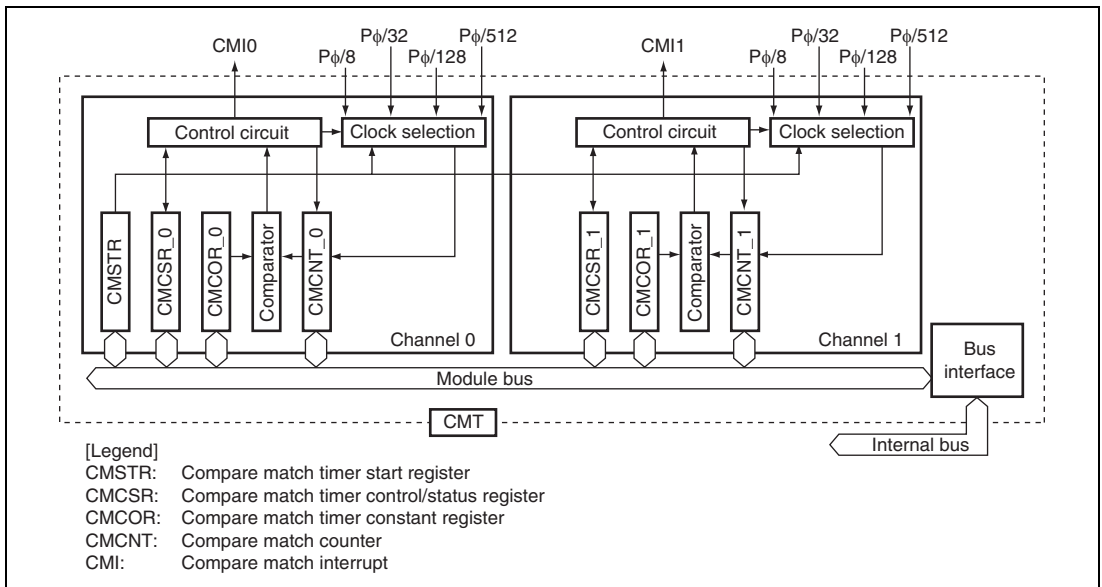 CMI0
Pϕ/8
Pϕ/32
Pϕ/128
Pϕ/512
CMI1
Pϕ/8
Pϕ/32
Pϕ/128
Pϕ/512
Control circuit
Clock selection
Control circuit
Clock selection
CMSTR
CMCSR_0
CMCOR_0
Comparator
CMCNT_0
CMCSR_1
CMCOR_1
Comparator
CMCNT_1
Channel 0
Channel 1
Module bus
Bus
interface
CMT
Internal bus
[Legend]
CMSTR: Compare match timer start register
CMCSR: Compare match timer control/status register
CMCOR: Compare match timer constant register
CMCNT: Compare match counter
CMI: Compare match interrupt